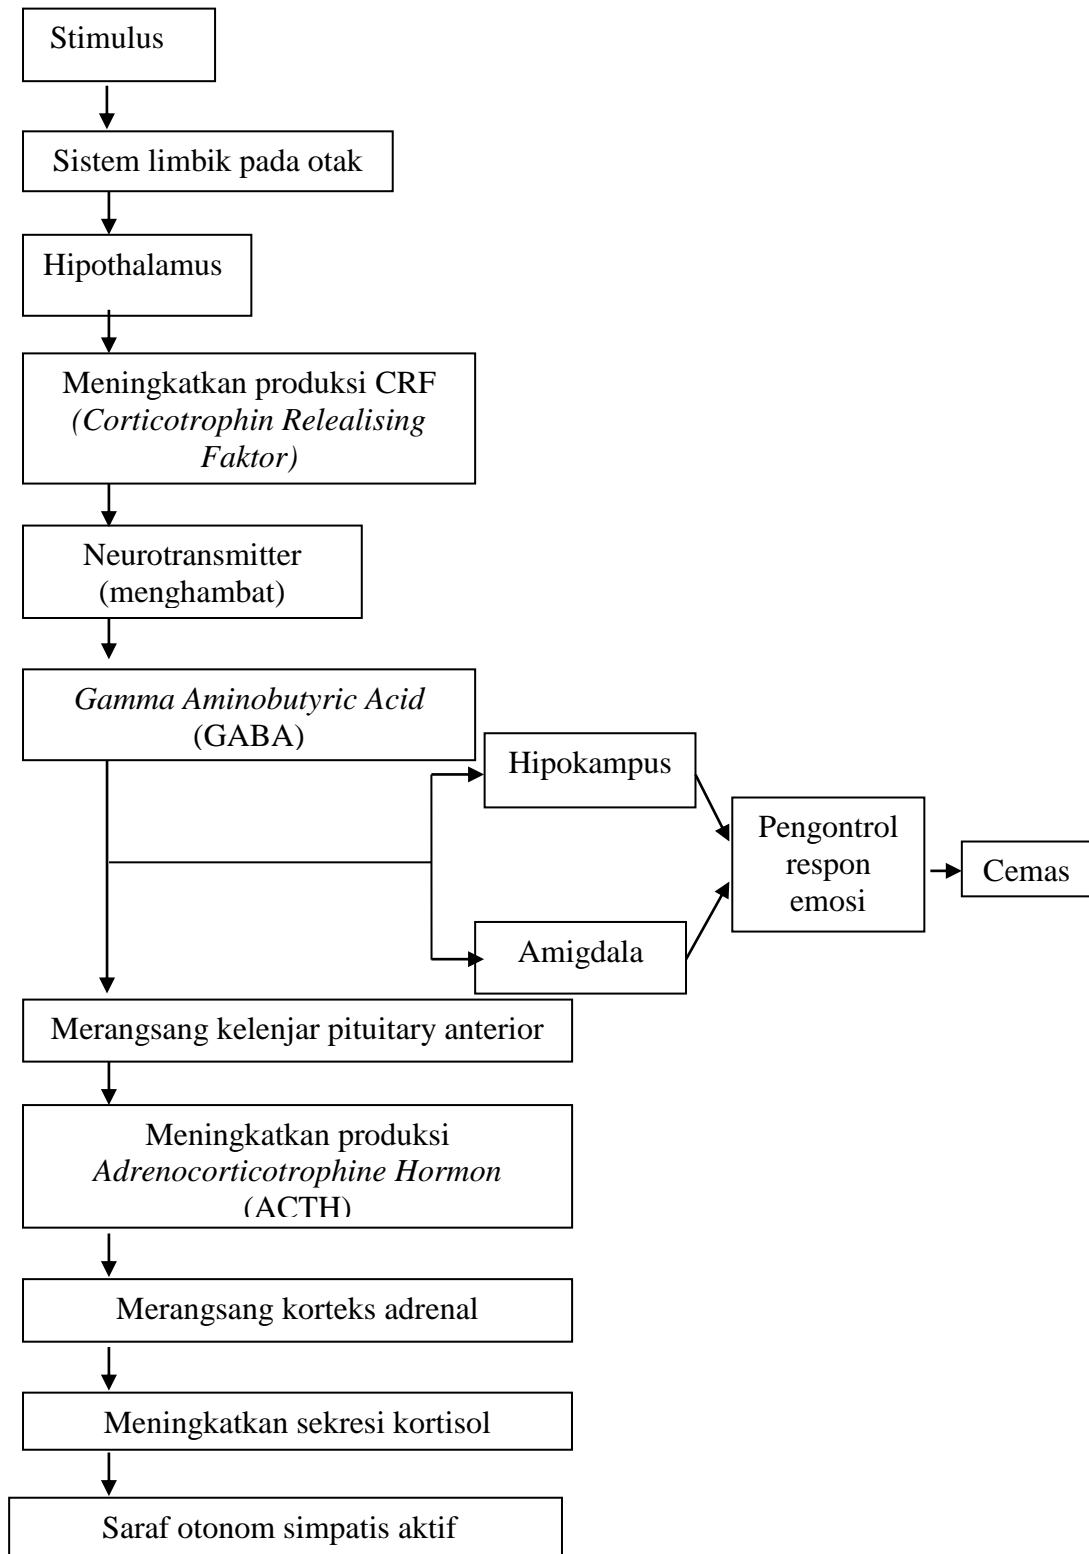 Stimulus
Sistem limbik pada otak
Hipothalamus
Meningkatkan produksi CRF
(Corticotrophin Relealising
Faktor)
Neurotransmitter
(menghambat)
Gamma Aminobutyric Acid
(GABA)
Hipokampus
Pengontrol
respon
emosi
Cemas
Amigdala
Merangsang kelenjar pituitary anterior
Meningkatkan produksi
Adrenocorticotrophine Hormon
(ACTH)
Merangsang korteks adrenal
Meningkatkan sekresi kortisol
Saraf otonom simpatis aktif